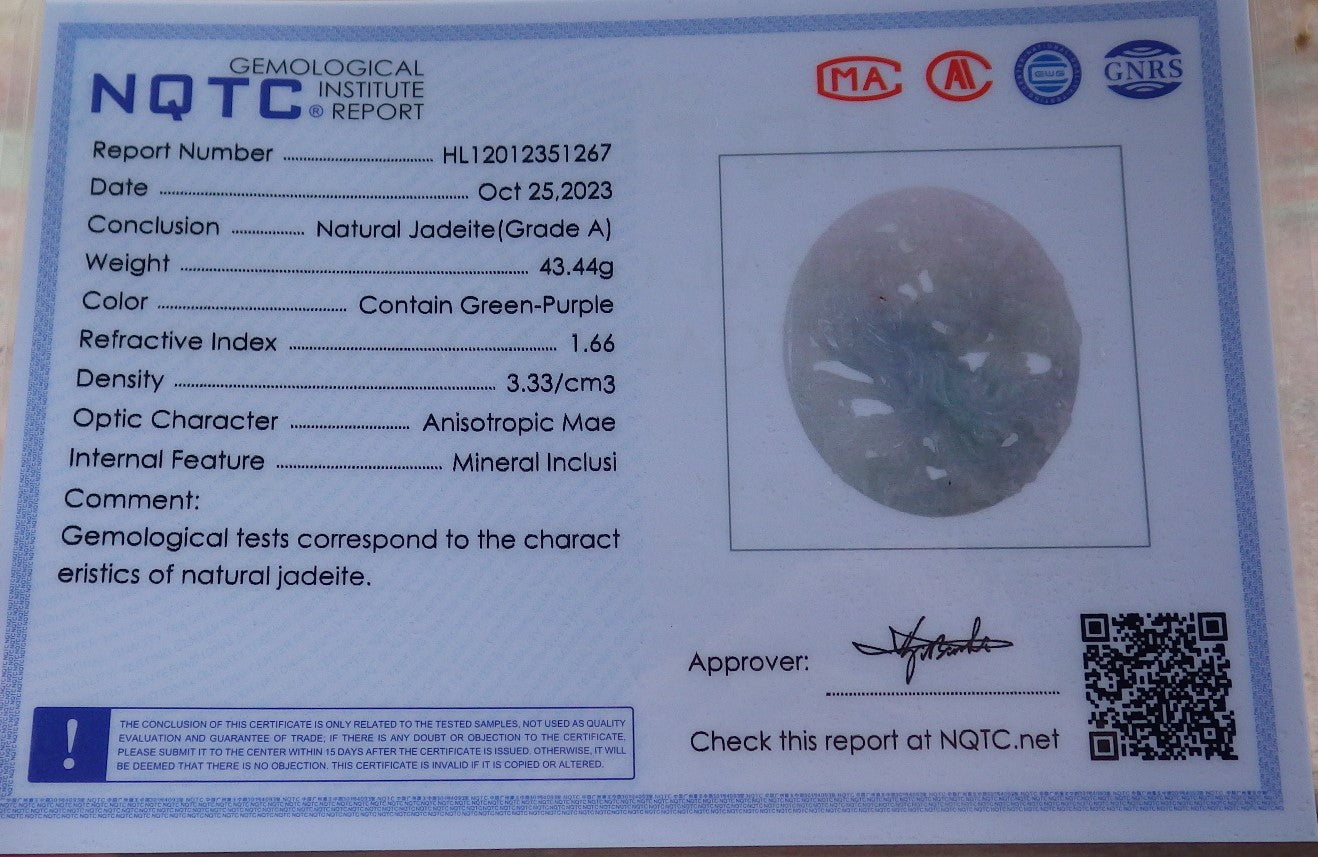 GEMOLOGICAL
NQTC INSTITUTE
® REPORT
MA
GNRS
Report Number ........ HL12012351267
Date ........ Oct 25,2023
Conclusion ........ Natural Jadeite(Grade A)
Weight ........ 43.44g
Color ........ Contain Green-Purple
Refractive Index ........ 1.66
Density ........ 3.33/cm3
Optic Character ........ Anisotropic Mae
Internal Feature ........ Mineral Inclusi
Comment:
Gemological tests correspond to the charact
eristics of natural jadeite.
Approver:
Check this report at NQTC.net
! THE CONCLUSION OF THIS CERTIFICATE IS ONLY RELATED TO THE TESTED SAMPLES, NOT USED AS QUALITY
EVALUATION AND GUARANTEE OF TRADE; IF THERE IS ANY DOUBT OR OBJECTION TO THE CERTIFICATE,
PLEASE SUBMIT IT TO THE CENTER WITHIN 15 DAYS AFTER THE CERTIFICATE IS ISSUED. OTHERWISE, IT WILL
BE DEEMED THAT THERE IS NO OBJECTION. THIS CERTIFICATE IS INVALID IF IT IS COPIED OR ALTERED.